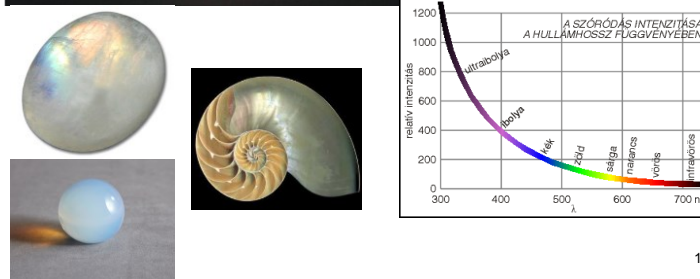 A SZÓRÓDÁS INTENZITÁSA
A HULLÁMHOSSZ FÜGGVÉNYÉBEN
relatív intenzitás
1200
1000
800
600
400
200
0
ultraibolya
ibolya
kék
zöld
sárga
narancs
vörös
infravörös
300
400
500
600
700 n
λ
1